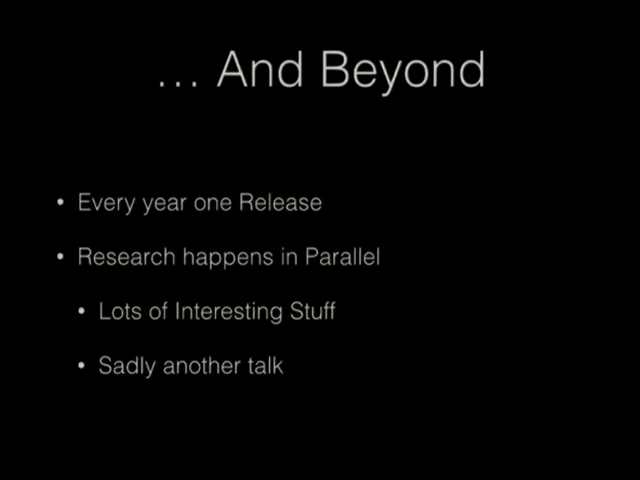 ... And Beyond
• Every year one Release
• Research happens in Parallel
• Lots of Interesting Stuff
• Sadly another talk